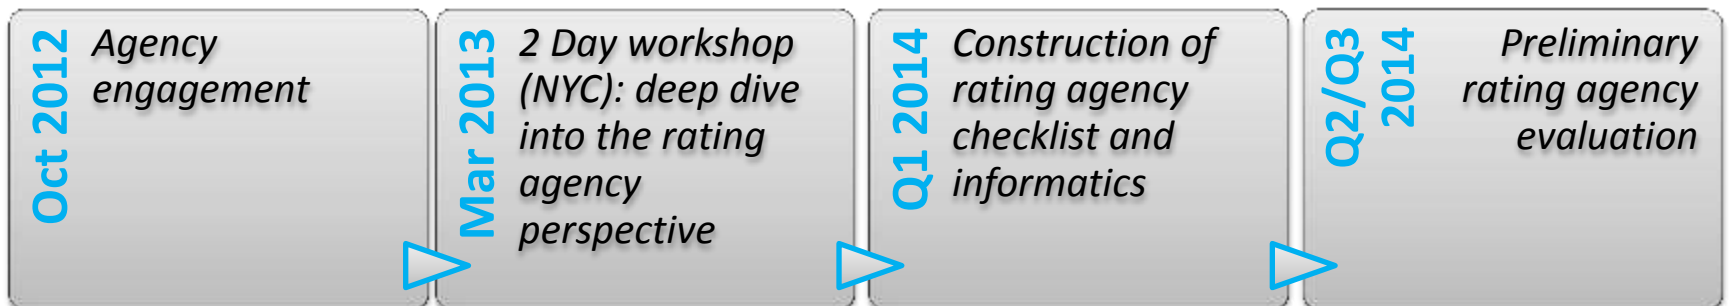 Oct 2012
Agency
engagement
Mar 2013
2 Day workshop
(NYC): deep dive
into the rating
agency
perspective
Q1 2014
Construction of
rating agency
checklist and
informatics
Q2/Q3
2014
Preliminary
rating agency
evaluation